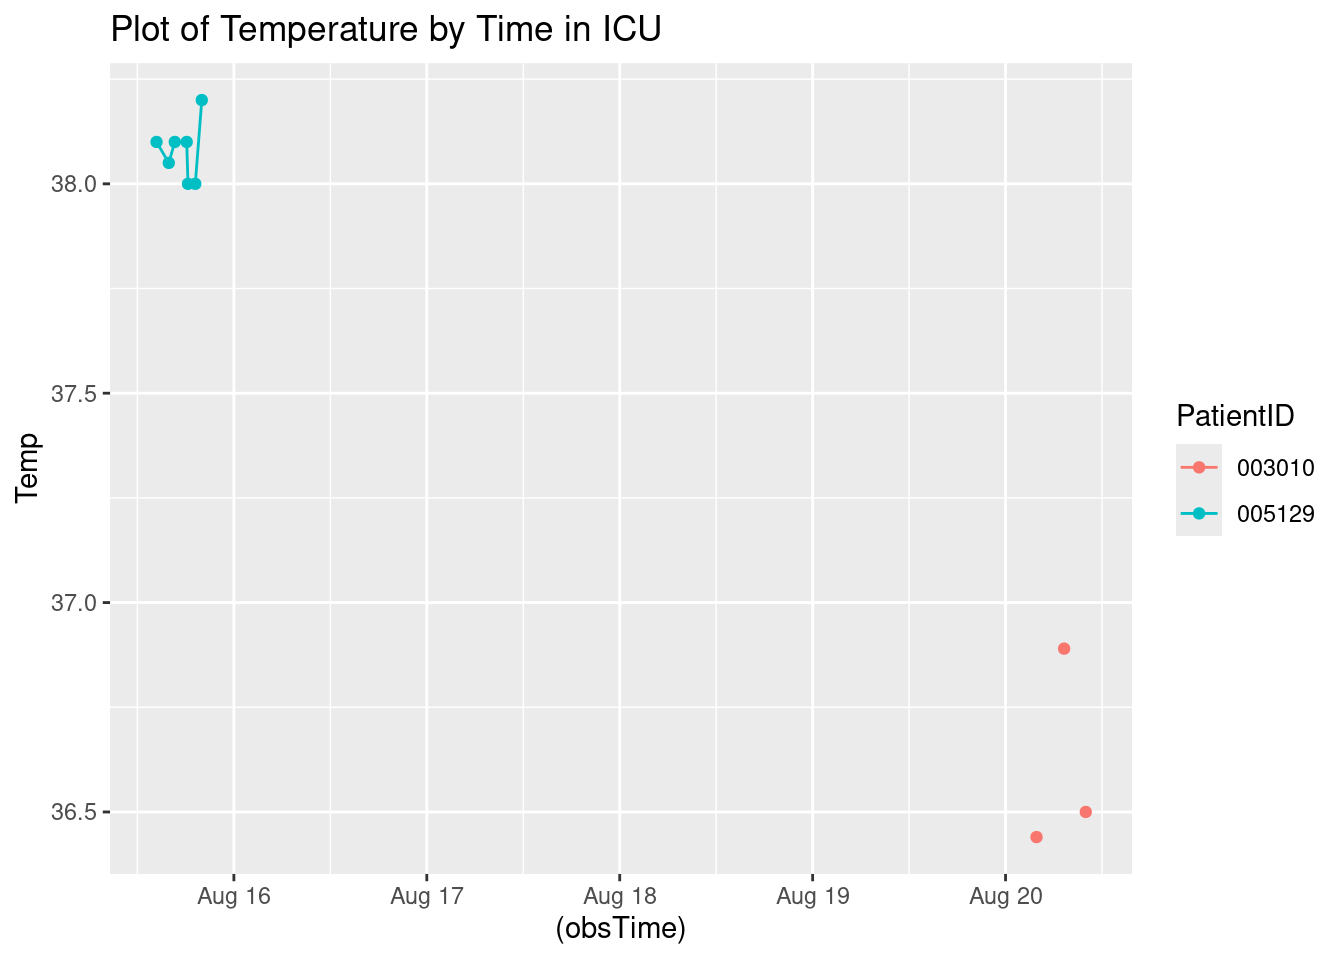 Plot of Temperature by Time in ICU
38.0
37.5
37.0
36.5
Temp
Aug 16
Aug 17
Aug 18
Aug 19
Aug 20
(obsTime)
PatientID
003010
005129